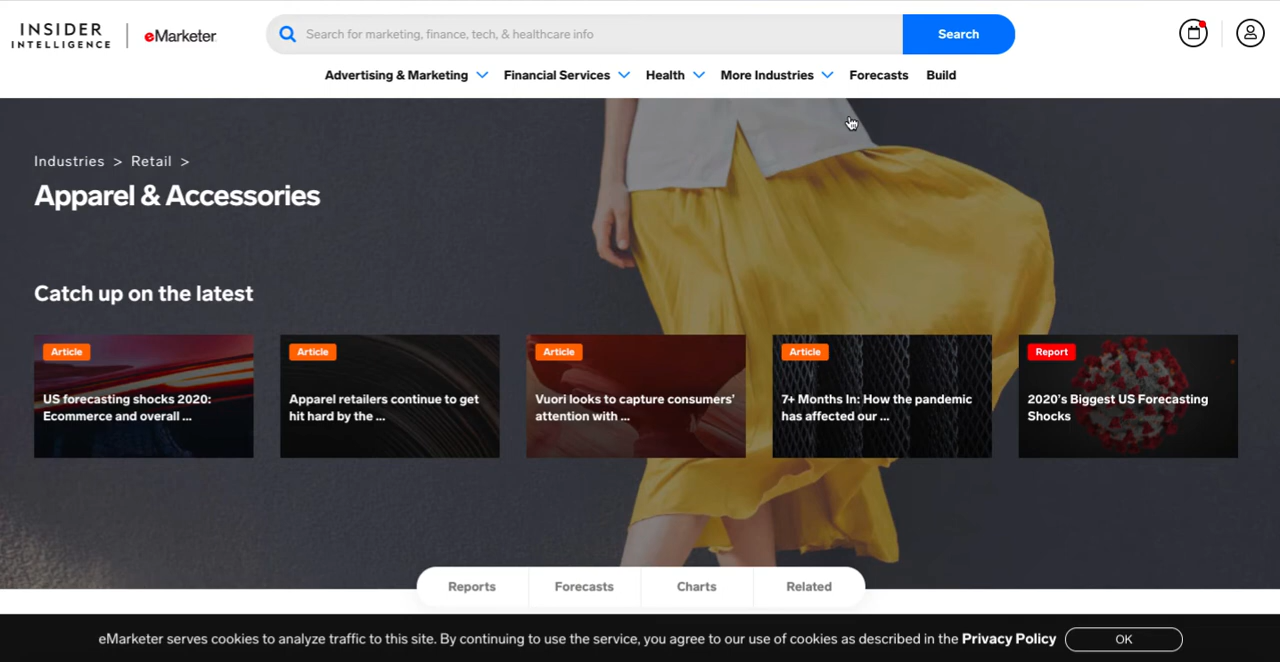 INSIDER
INTELLIGENCE
eMarketer
Search for marketing, finance, tech, & healthcare info
Search
Advertising & Marketing
Financial Services
Health
More Industries
Forecasts
Build
Industries > Retail >
Apparel & Accessories
Catch up on the latest
Article
US forecasting shocks 2020:
Ecommerce and overall ...
Article
Apparel retailers continue to get
hit hard by the ...
Article
Vuori looks to capture consumers'
attention with ...
Article
7+ Months In: How the pandemic
has affected our ...
Report
2020's Biggest US Forecasting
Shocks
Reports
Forecasts
Charts
Related
eMarketer serves cookies to analyze traffic to this site. By continuing to use the service, you agree to our use of cookies as described in the Privacy Policy
OK